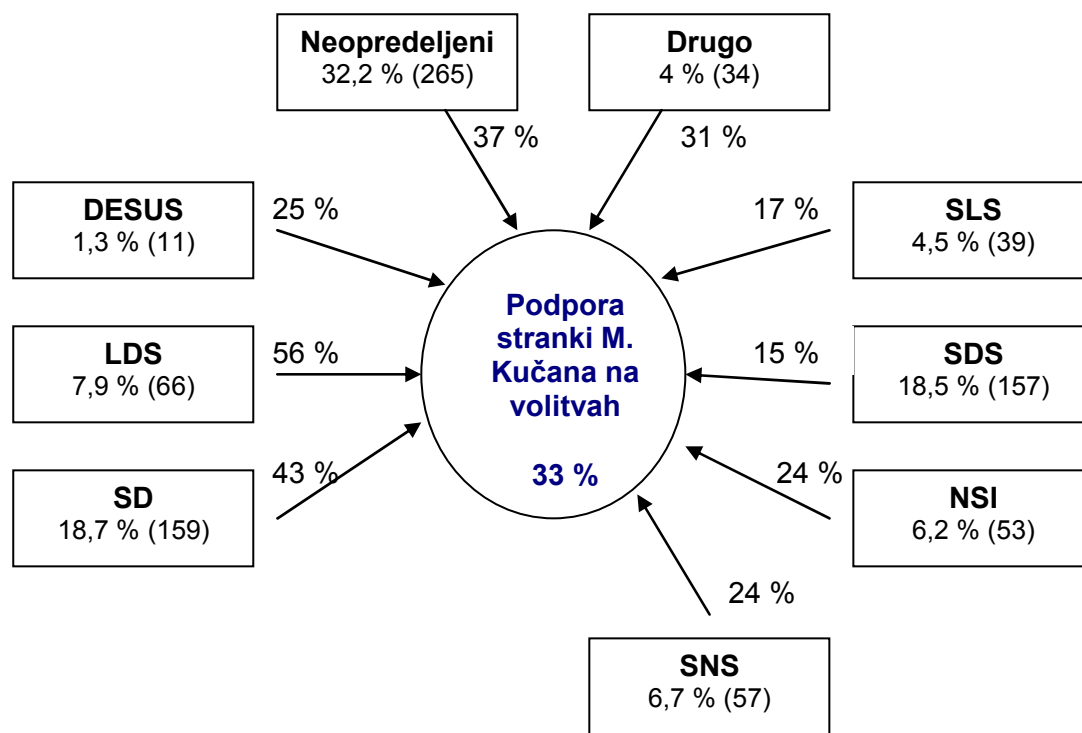 Neopredeljeni
32,2 % (265)
Drugo
4 % (34)
37 %
31 %
DESUS
1,3 % (11)
25 %
17 %
SLS
4,5 % (39)
Podpora
stranki M.
Kučana na
volitvah
33 %
LDS
7,9 % (66)
56 %
15 %
SDS
18,5 % (157)
SD
18,7 % (159)
43 %
24 %
NSI
6,2 % (53)
24 %
SNS
6,7 % (57)